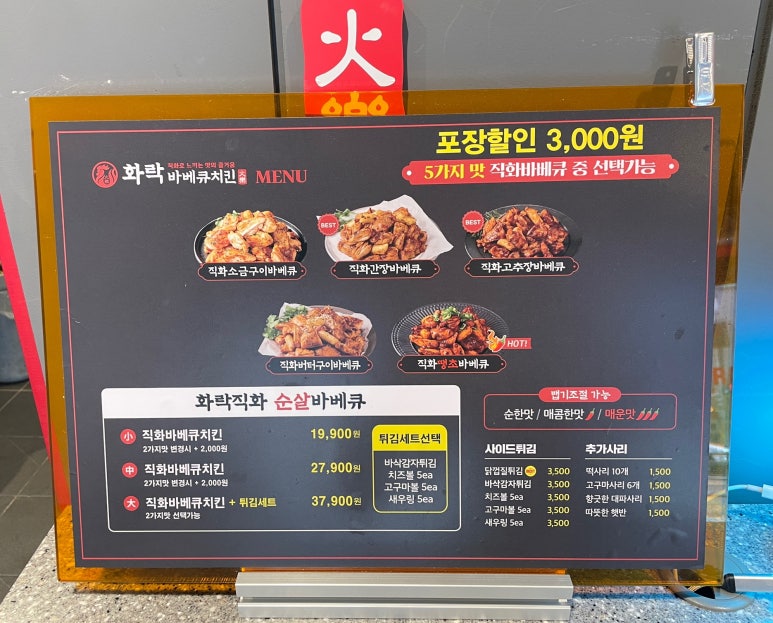 火
포장할인 3,000원
5가지 맛 직화바베큐 중 선택가능
직화로 느끼는 맛의 즐거움
화락 바베큐치킨 火樂 MENU
BEST
BEST
직화소금구이바베큐
직화간장바베큐
직화고추장바베큐
HOT!
직화버터구이바베큐
직화땡초바베큐
화락직화 순살바베큐
小 직화바베큐치킨 19,900원
2가지맛 변경시 + 2,000원
中 직화바베큐치킨 27,900원
2가지맛 변경시 + 2,000원
大 직화바베큐치킨 + 튀김세트 37,900원
2가지맛 선택가능
튀김세트선택
바삭감자튀김
치즈볼 5ea
고구마볼 5ea
새우링 5ea
맵기조절 가능
순한맛 / 매콤한맛 / 매운맛
사이드튀김
닭껍질튀김 3,500
바삭감자튀김 3,500
치즈볼 5ea 3,500
고구마볼 5ea 3,500
새우링 5ea 3,500
추가사리
떡사리 10개 1,500
고구마사리 6개 1,500
향긋한 대파사리 1,500
따뜻한 햇반 1,500